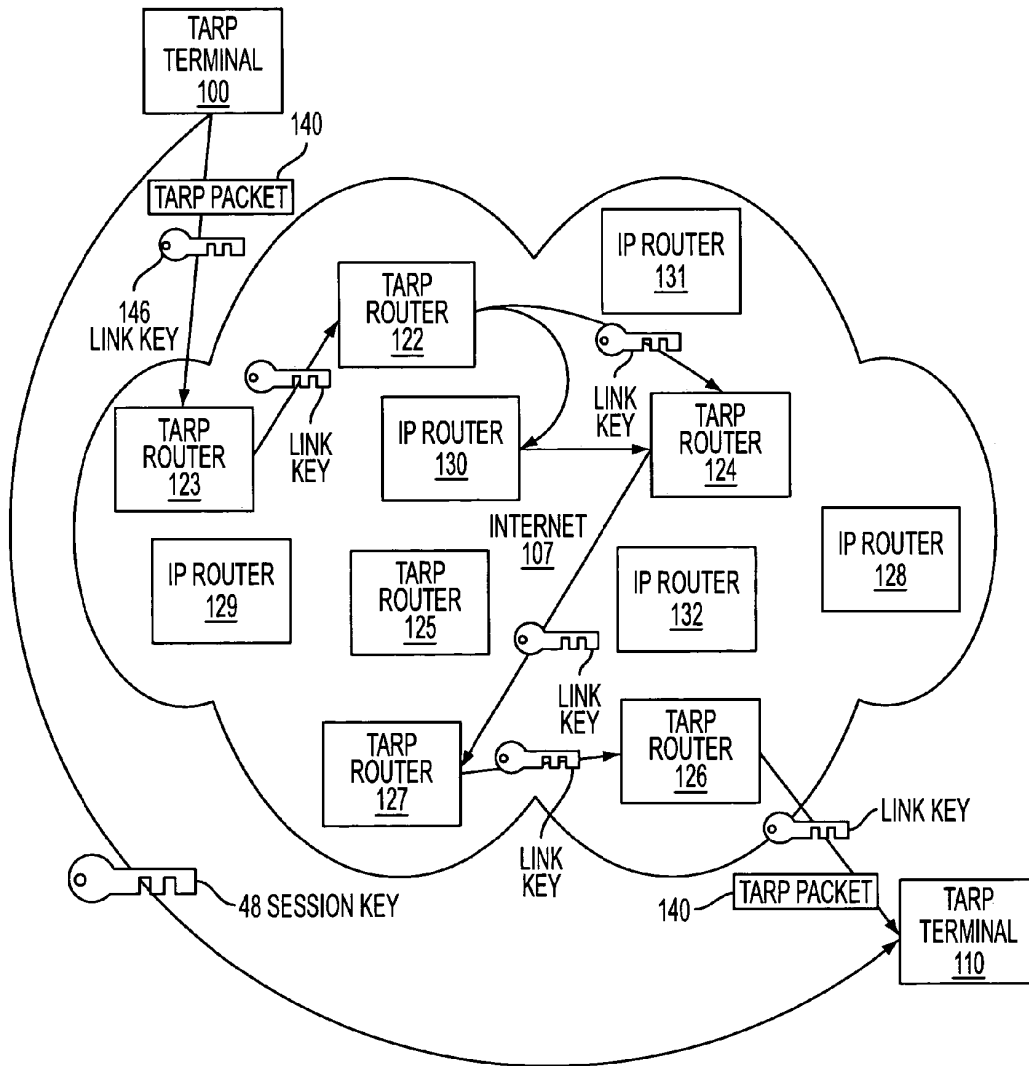 TARP
TERMINAL
100
140
TARP PACKET
146
LINK KEY
IP ROUTER
131
TARP
ROUTER
122
LINK
KEY
TARP
ROUTER
123
LINK
KEY
IP ROUTER
130
TARP
ROUTER
124
INTERNET
107
IP ROUTER
129
TARP
ROUTER
125
IP ROUTER
132
IP ROUTER
128
LINK
KEY
TARP
ROUTER
127
TARP
ROUTER
126
LINK
KEY
LINK KEY
48 SESSION KEY
140
TARP PACKET
TARP
TERMINAL
110